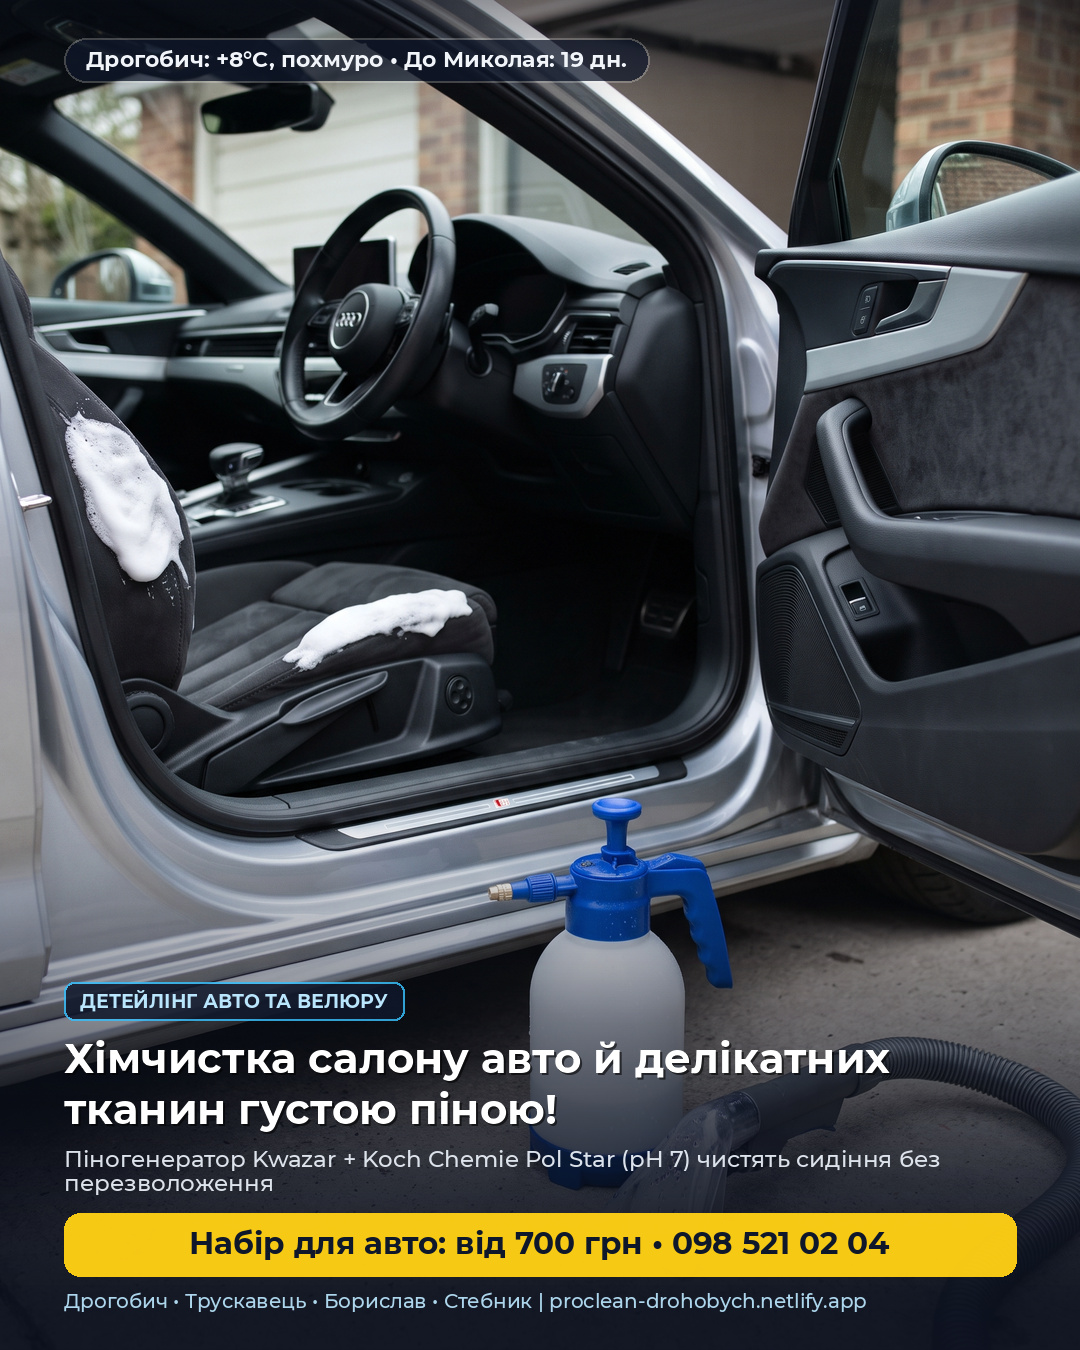 Дрогобич: +8°C, похмуро • До Миколая: 19 дн.
ДЕТЕЙЛІНГ АВТО ТА ВЕЛЮРУ
Хімчистка салону авто й делікатних
тканин густою піною!
Піногенератор Kwazar + Koch Chemie Pol Star (pH 7) чистять сидіння без
перезволоження
Набір для авто: від 700 грн • 098 521 02 04
Дрогобич • Трускавець • Борислав • Стебник | proclean-drohobych.netlify.app